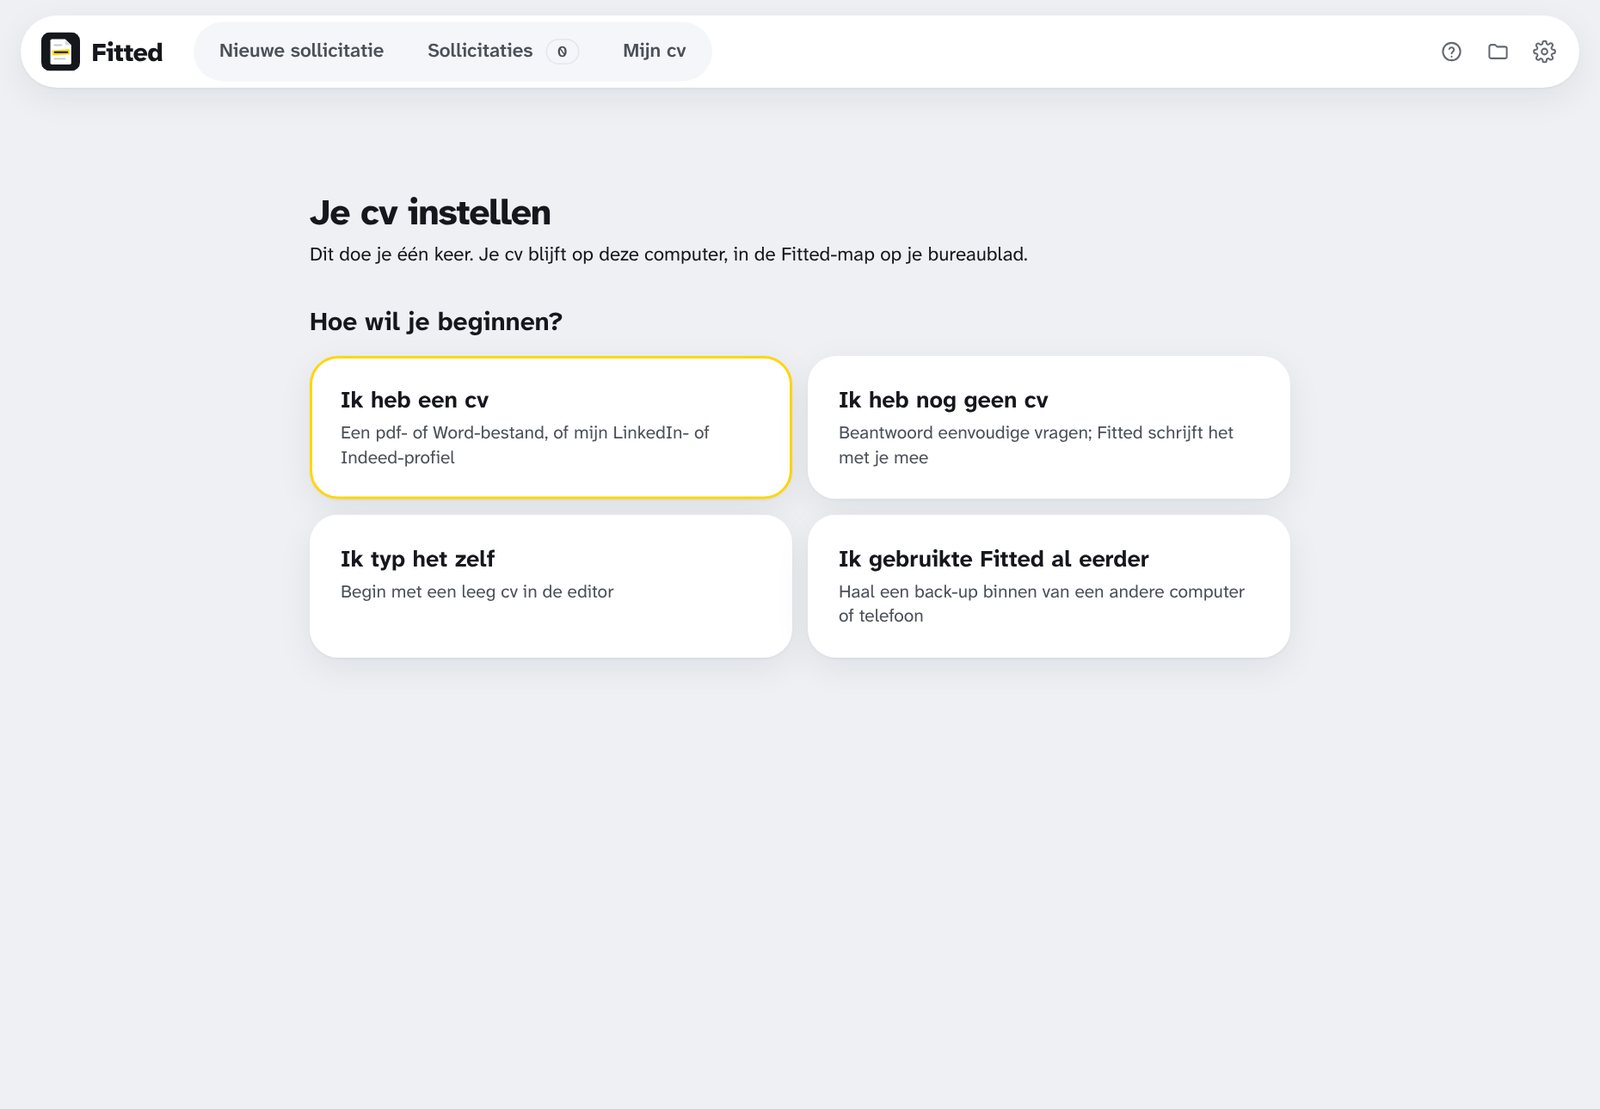 Fitted
Nieuwe sollicitatie
Sollicitaties 0
Mijn cv
Je cv instellen
Dit doe je één keer. Je cv blijft op deze computer, in de Fitted-map op je bureaublad.
Hoe wil je beginnen?
Ik heb een cv
Een pdf- of Word-bestand, of mijn LinkedIn- of
Indeed-profiel
Ik heb nog geen cv
Beantwoord eenvoudige vragen; Fitted schrijft het
met je mee
Ik typ het zelf
Begin met een leeg cv in de editor
Ik gebruikte Fitted al eerder
Haal een back-up binnen van een andere computer
of telefoon